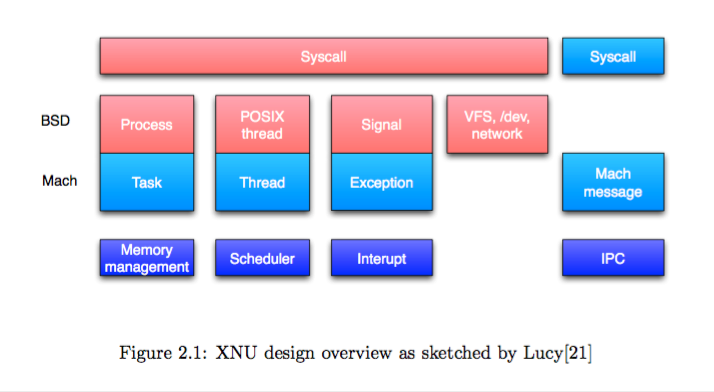 Syscall
Syscall
BSD
Process
POSIX
thread
Signal
VFS, /dev,
network
Mach
Task
Thread
Exception
Mach
message
Memory
management
Scheduler
Interupt
IPC
Figure 2.1: XNU design overview as sketched by Lucy[21]